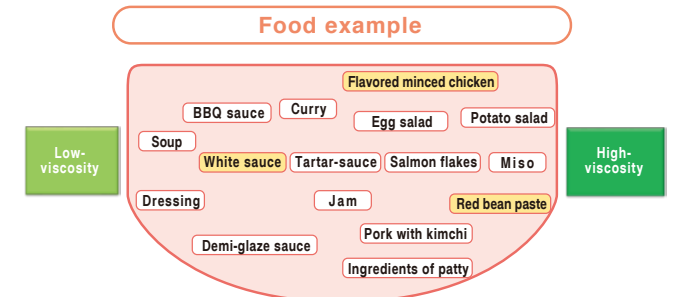 Food example
Flavored minced chicken
BBQ sauce
Curry
Egg salad
Potato salad
Soup
Low-
viscosity
White sauce
Tartar-sauce
Salmon flakes
Miso
High-
viscosity
Dressing
Jam
Red bean paste
Pork with kimchi
Demi-glaze sauce
Ingredients of patty